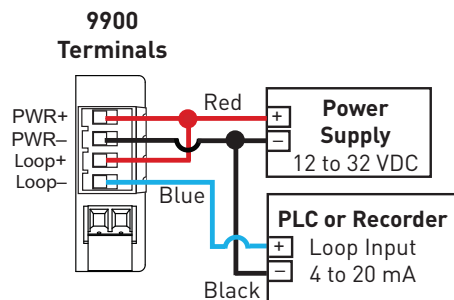 9900
Terminals
PWR+
PWR–
Loop+
Loop–
Red
Blue
Black
+
–
Power
Supply
12 to 32 VDC
PLC or Recorder
+
Loop Input
–
4 to 20 mA